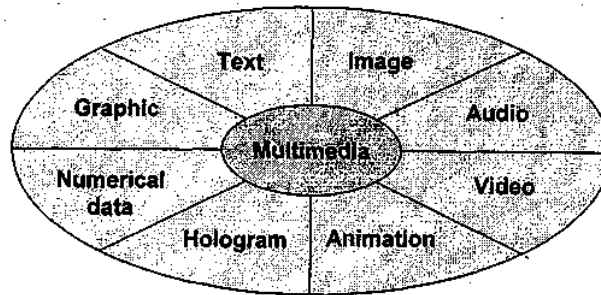 Text
Image
Graphic
Audio
Multimedia
Numerical
data
Video
Hologram
Animation